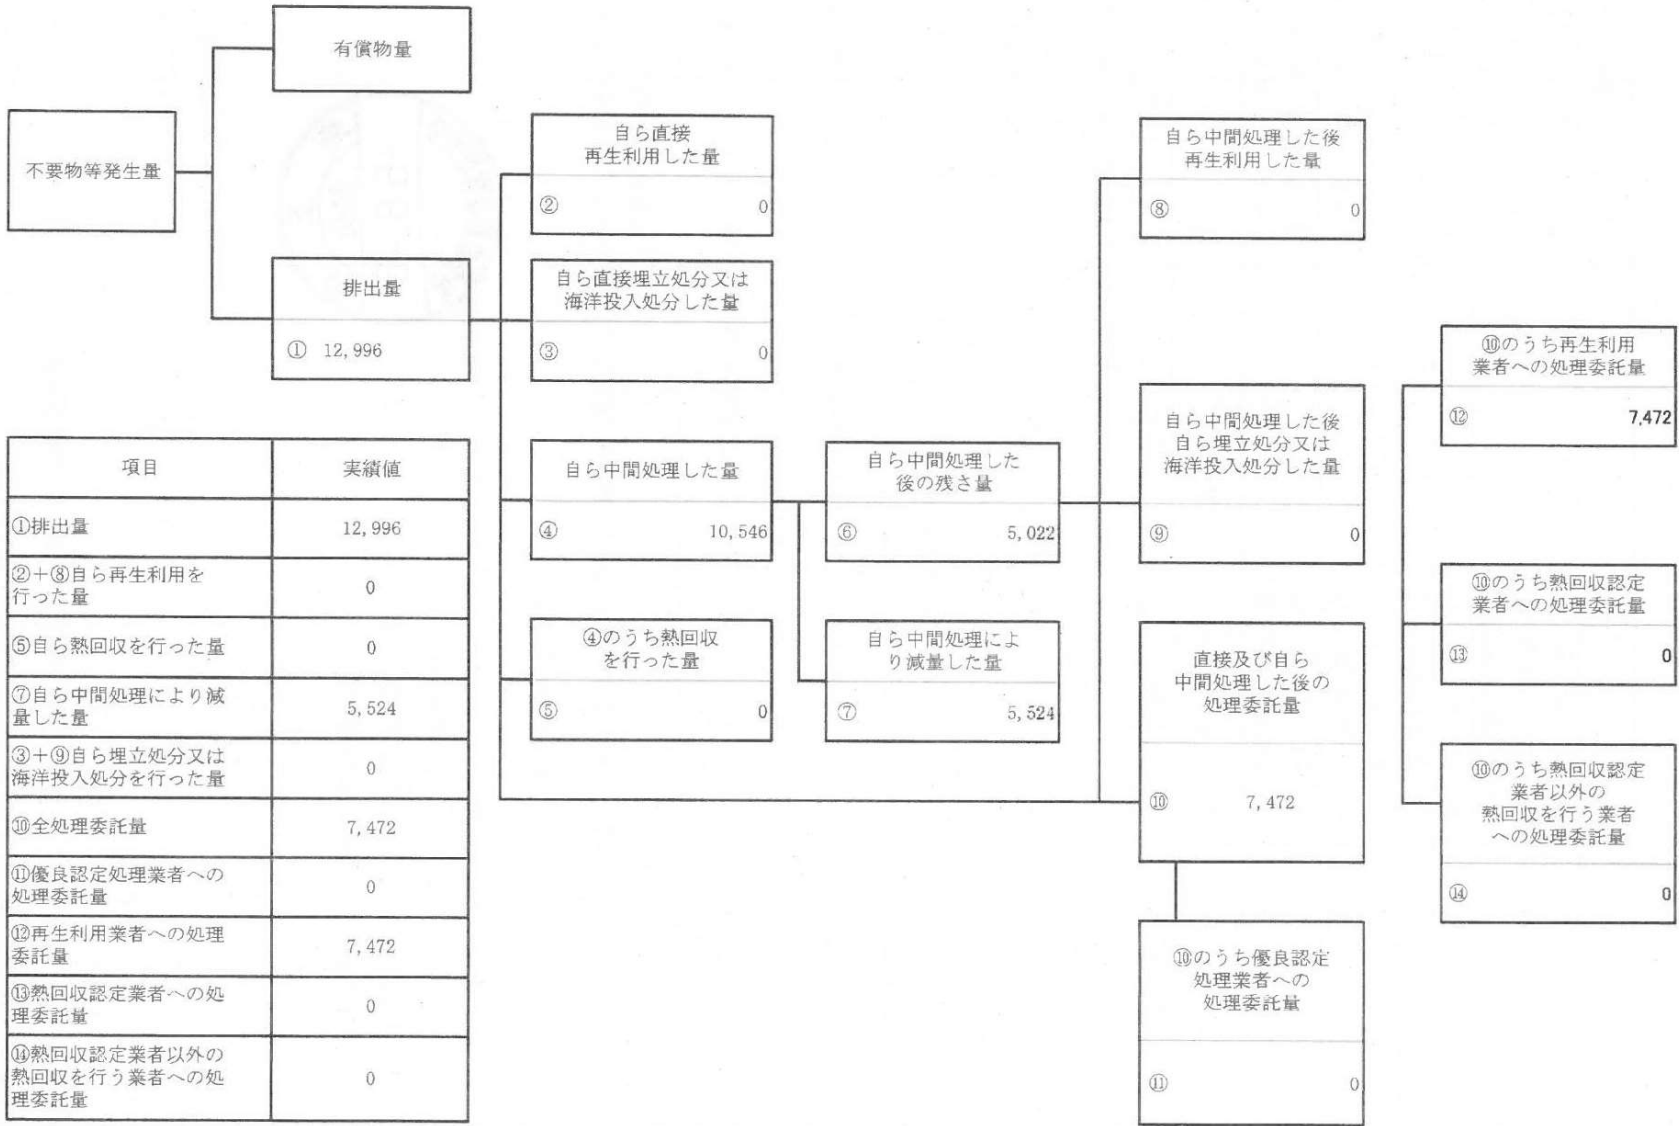 有償物量
不要物等発生量
排出量
① 12,996
自ら直接
再生利用した量
② 0
自ら直接埋立処分又は
海洋投入処分した量
③ 0
自ら中間処理した量
④ 10,546
④のうち熱回収
を行った量
⑤ 0
自ら中間処理した
後の残さ量
⑥ 5,022
自ら中間処理によ
り減量した量
⑦ 5,524
自ら中間処理した後
再生利用した量
⑧ 0
自ら中間処理した後
自ら埋立処分又は
海洋投入処分した量
⑨ 0
直接及び自ら
中間処理した後の
処理委託量
⑩ 7,472
⑩のうち優良認定
処理業者への
処理委託量
⑪ 0
⑩のうち再生利用
業者への処理委託量
⑫ 7,472
⑩のうち熱回収認定
業者への処理委託量
⑬ 0
⑩のうち熱回収認定
業者以外の
熱回収を行う業者
への処理委託量
⑭ 0
項目 実績値
①排出量 12,996
②+⑧自ら再生利用を
行った量 0
⑤自ら熱回収を行った量 0
⑦自ら中間処理により減
量した量 5,524
③+⑨自ら埋立処分又は
海洋投入処分を行った量 0
⑩全処理委託量 7,472
⑪優良認定処理業者への
処理委託量 0
⑫再生利用業者への処理
委託量 7,472
⑬熱回収認定業者への処
理委託量 0
⑭熱回収認定業者以外の
熱回収を行う業者への処
理委託量 0